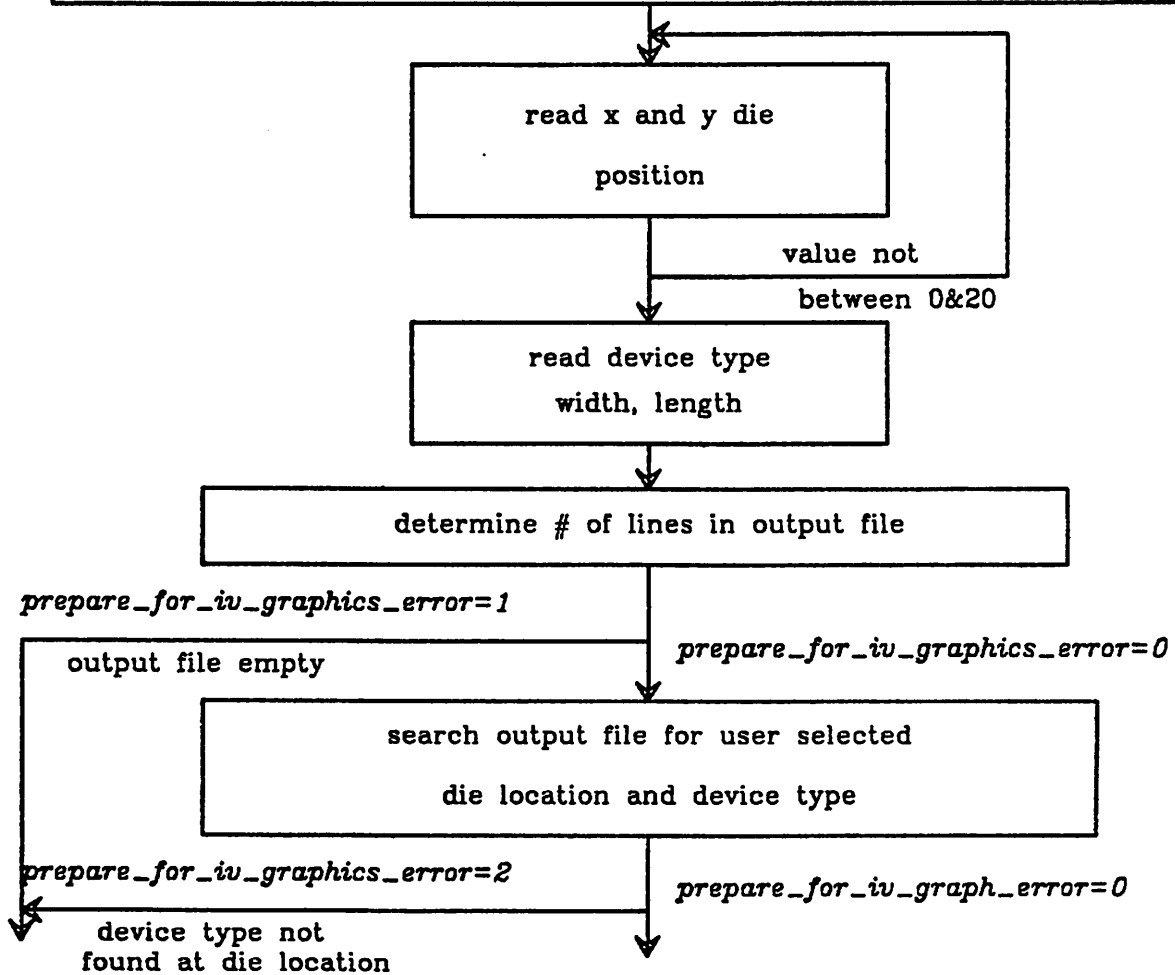 read x and y die
position
value not
between 0&20
read device type
width, length
determine # of lines in output file
prepare_for_iv_graphics_error=1
output file empty
prepare_for_iv_graphics_error=0
search output file for user selected
die location and device type
prepare_for_iv_graphics_error=2
prepare_for_iv_graph_error=0
device type not
found at die location